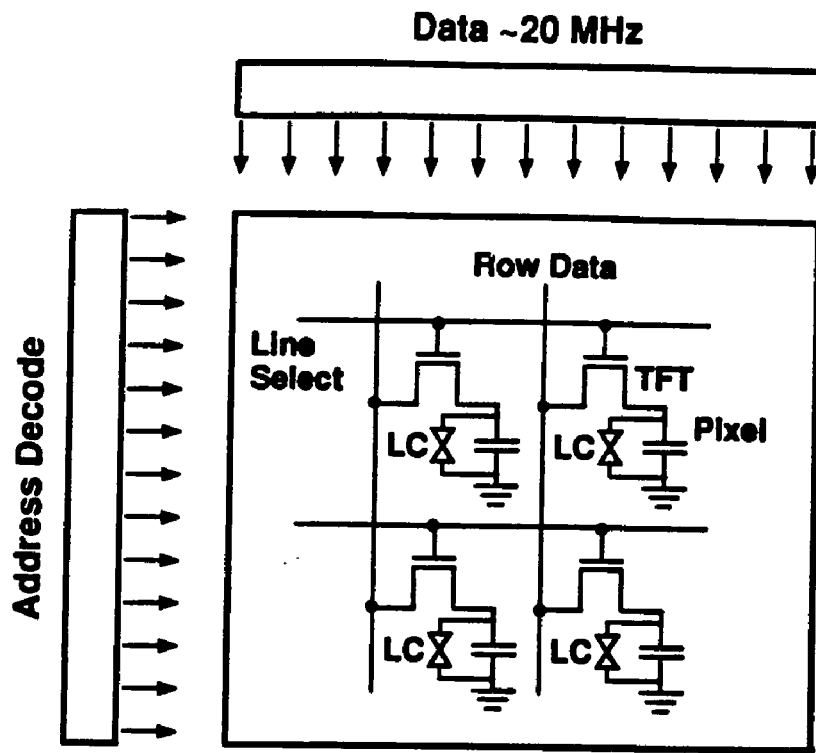 Data ~20 MHz
Address Decode
Row Data
Line
Select
TFT
LC
LC
Pixel
LC
LC